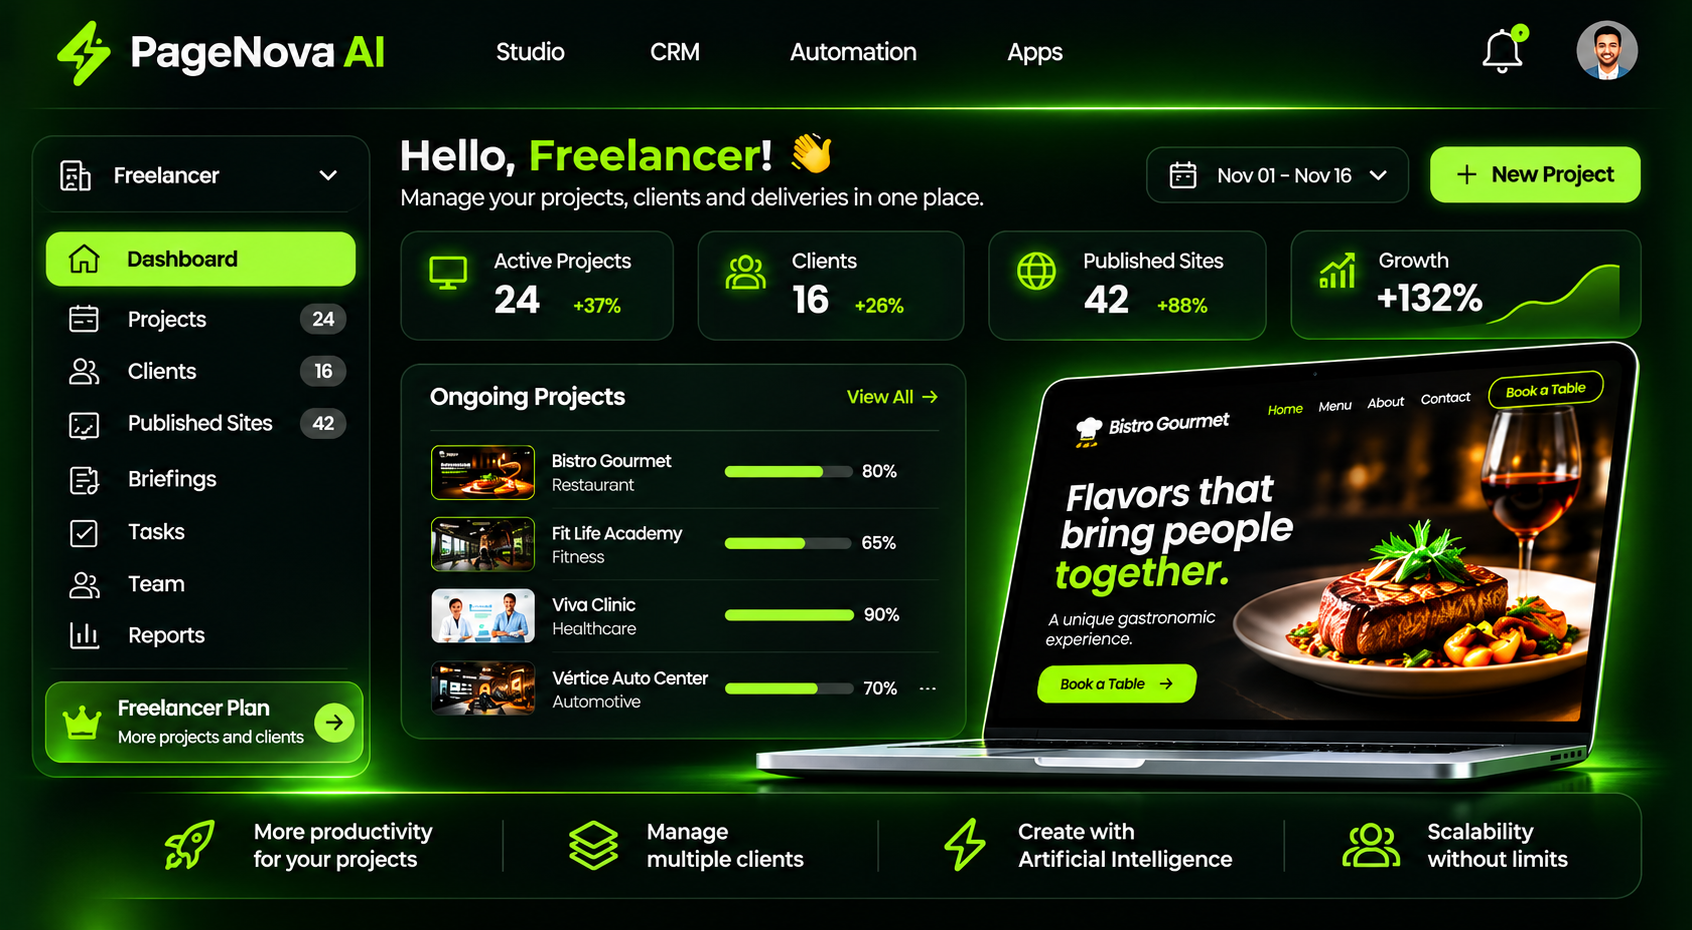 PageNova AI
Studio
CRM
Automation
Apps
Freelancer
Dashboard
Projects 24
Clients 16
Published Sites 42
Briefings
Tasks
Team
Reports
Freelancer Plan
More projects and clients
Hello, Freelancer! 👋
Manage your projects, clients and deliveries in one place.
Nov 01 – Nov 16
+ New Project
Active Projects
24 +37%
Clients
16 +26%
Published Sites
42 +88%
Growth
+132%
Ongoing Projects
View All →
Bistro Gourmet
Restaurant
80%
Fit Life Academy
Fitness
65%
Viva Clinic
Healthcare
90%
Vértice Auto Center
Automotive
70% ...
Bistro Gourmet
Home Menu About Contact Book a Table
Flavors that
bring people
together.
A unique gastronomic
experience.
Book a Table →
More productivity
for your projects
Manage
multiple clients
Create with
Artificial Intelligence
Scalability
without limits